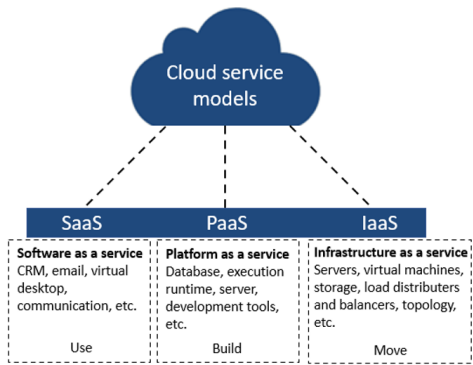 Cloud service
models
SaaS
PaaS
IaaS
Software as a service
CRM, email, virtual
desktop,
communication, etc.
Use
Platform as a service
Database, execution
runtime, server,
development tools,
etc.
Build
Infrastructure as a service
Servers, virtual machines,
storage, load distributers
and balancers, topology,
etc.
Move